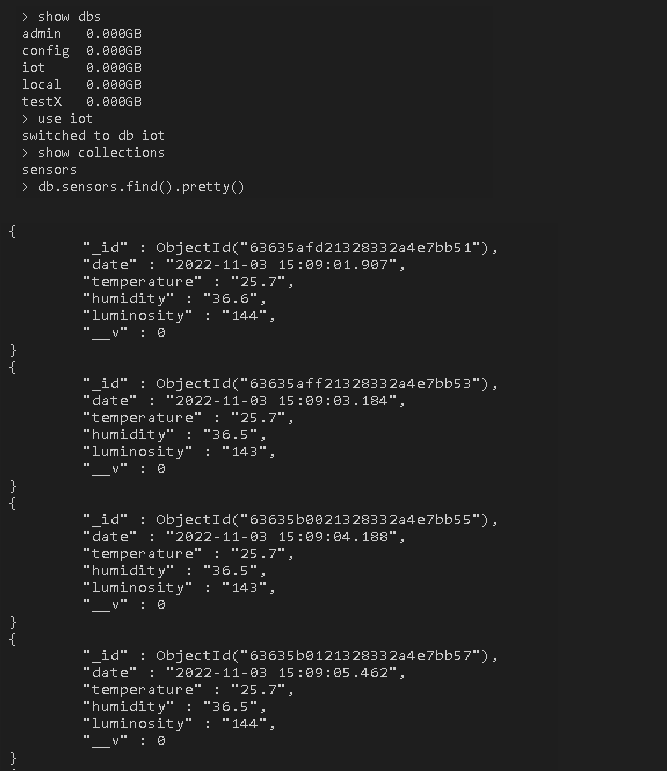 > show dbs
admin 0.000GB
config 0.000GB
iot 0.000GB
local 0.000GB
testX 0.000GB
> use iot
switched to db iot
> show collections
sensors
> db.sensors.find().pretty()
{
"_id" : ObjectId("63635afd21328332a4e7bb51"),
"date" : "2022-11-03 15:09:01.907",
"temperature" : "25.7",
"humidity" : "36.6",
"luminosity" : "144",
"__v" : 0
}
{
"_id" : ObjectId("63635aff21328332a4e7bb53"),
"date" : "2022-11-03 15:09:03.184",
"temperature" : "25.7",
"humidity" : "36.5",
"luminosity" : "143",
"__v" : 0
}
{
"_id" : ObjectId("63635b0021328332a4e7bb55"),
"date" : "2022-11-03 15:09:04.188",
"temperature" : "25.7",
"humidity" : "36.5",
"luminosity" : "143",
"__v" : 0
}
{
"_id" : ObjectId("63635b0121328332a4e7bb57"),
"date" : "2022-11-03 15:09:05.462",
"temperature" : "25.7",
"humidity" : "36.5",
"luminosity" : "144",
"__v" : 0
}